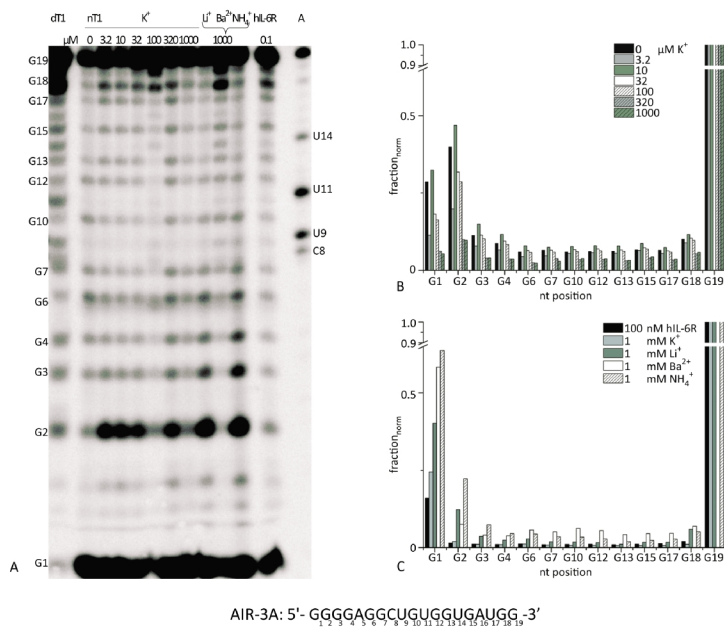 dT1 nT1 K⁺ Li⁺ Ba²⁺ NH₄⁺ hIL-6R A
µM 0 3.2 10 32 100 320 1000 1000 0.1
G19
G18
G17
G15
U14
G13
G12
U11
G10
U9
C8
G7
G6
G4
G3
G2
G1
A
1.0
0.9
0.5
0.0
fraction norm
0 µM K⁺
3.2
10
32
100
320
1000
G1 G2 G3 G4 G6 G7 G10 G12 G13 G15 G17 G18 G19
nt position
B
1.0
0.9
0.5
0.0
fraction norm
100 nM hIL-6R
1 mM K⁺
1 mM Li⁺
1 mM Ba²⁺
1 mM NH₄⁺
G1 G2 G3 G4 G6 G7 G10 G12 G13 G15 G17 G18 G19
nt position
C
AIR-3A: 5'- GGGGAGGCUGUGGUGAUGG -3'
1 2 3 4 5 6 7 8 9 10 11 12 13 14 15 16 17 18 19